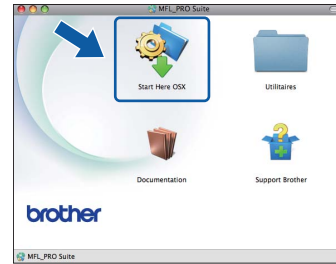 MFL_PRO Suite
Start Here OSX
Utilitaires
Documentation
Support Brother
brother
MFL_PRO Suite